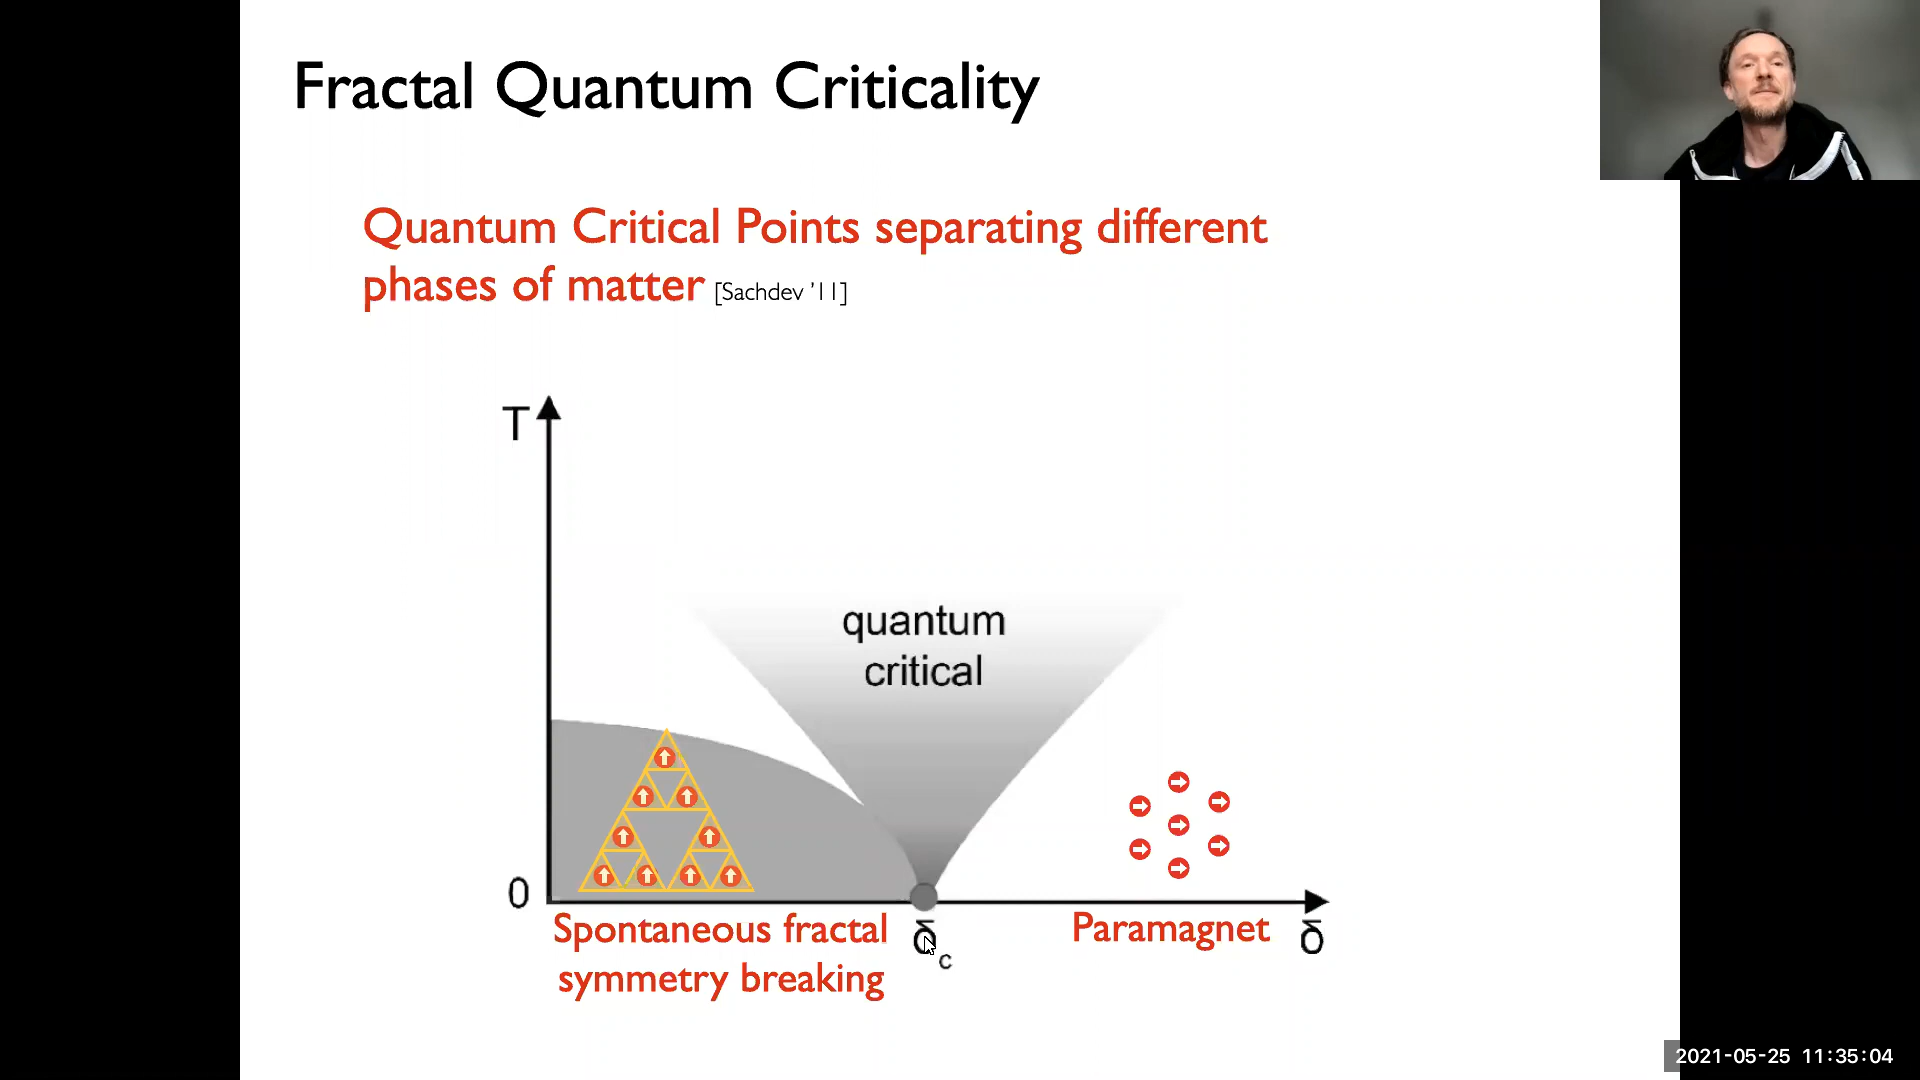 Fractal Quantum Criticality
Quantum Critical Points separating different
phases of matter [Sachdev '11]
T
quantum
critical
0
Spontaneous fractal
symmetry breaking
δc
Paramagnet
δ
2021-05-25 11:35:04